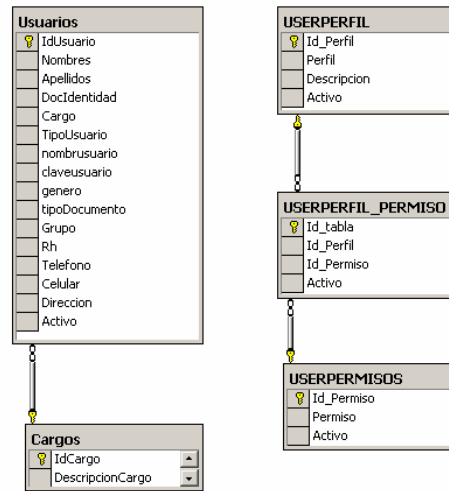 Usuarios
IdUsuario
Nombres
Apellidos
DocIdentidad
Cargo
TipoUsuario
nombrusuario
claveusuario
genero
tipoDocumento
Grupo
Rh
Telefono
Celular
Direccion
Activo
Cargos
IdCargo
DescripcionCargo
USERPERFIL
Id_Perfil
Perfil
Descripcion
Activo
USERPERFIL_PERMISO
Id_tabla
Id_Perfil
Id_Permiso
Activo
USERPERMISOS
Id_Permiso
Permiso
Activo